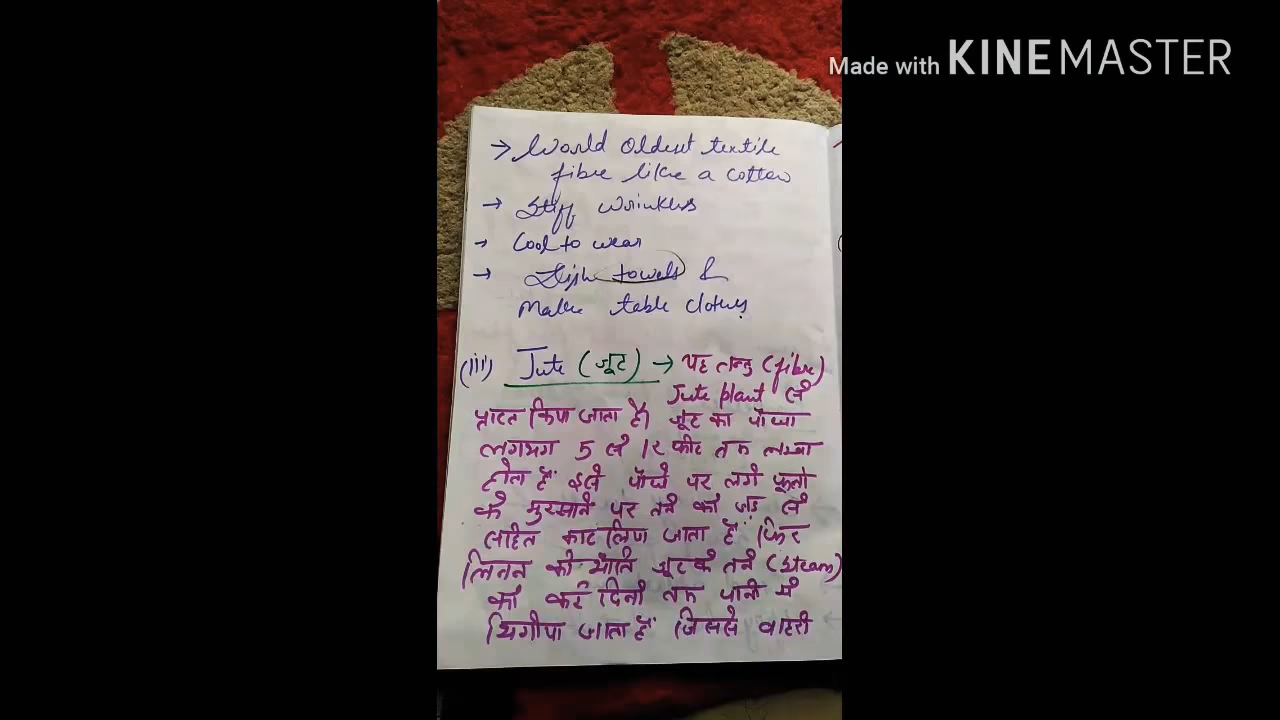 Made with KINEMASTER
→ World Oldest textile
fibre like a cotton
→ Stiff wrinkles
→ Cool to wear
→ towels &
Make table clothes
(iii) Jute (जूट) → यह तन्तु (fibre)
Jute plant से
प्राप्त किया जाता है। जूट का पौधा
लगभग 5 से 12 फीट तक लम्बा
होता है इसे पौधे पर लगे फूलो
के मुरझाने पर तने को जड़ से
सहित काट लिया जाता है फिर
लिनन की भाँति जूट के तने (steam)
को कई दिनों तक पानी में
भिगोया जाता है जिससे बाहरी